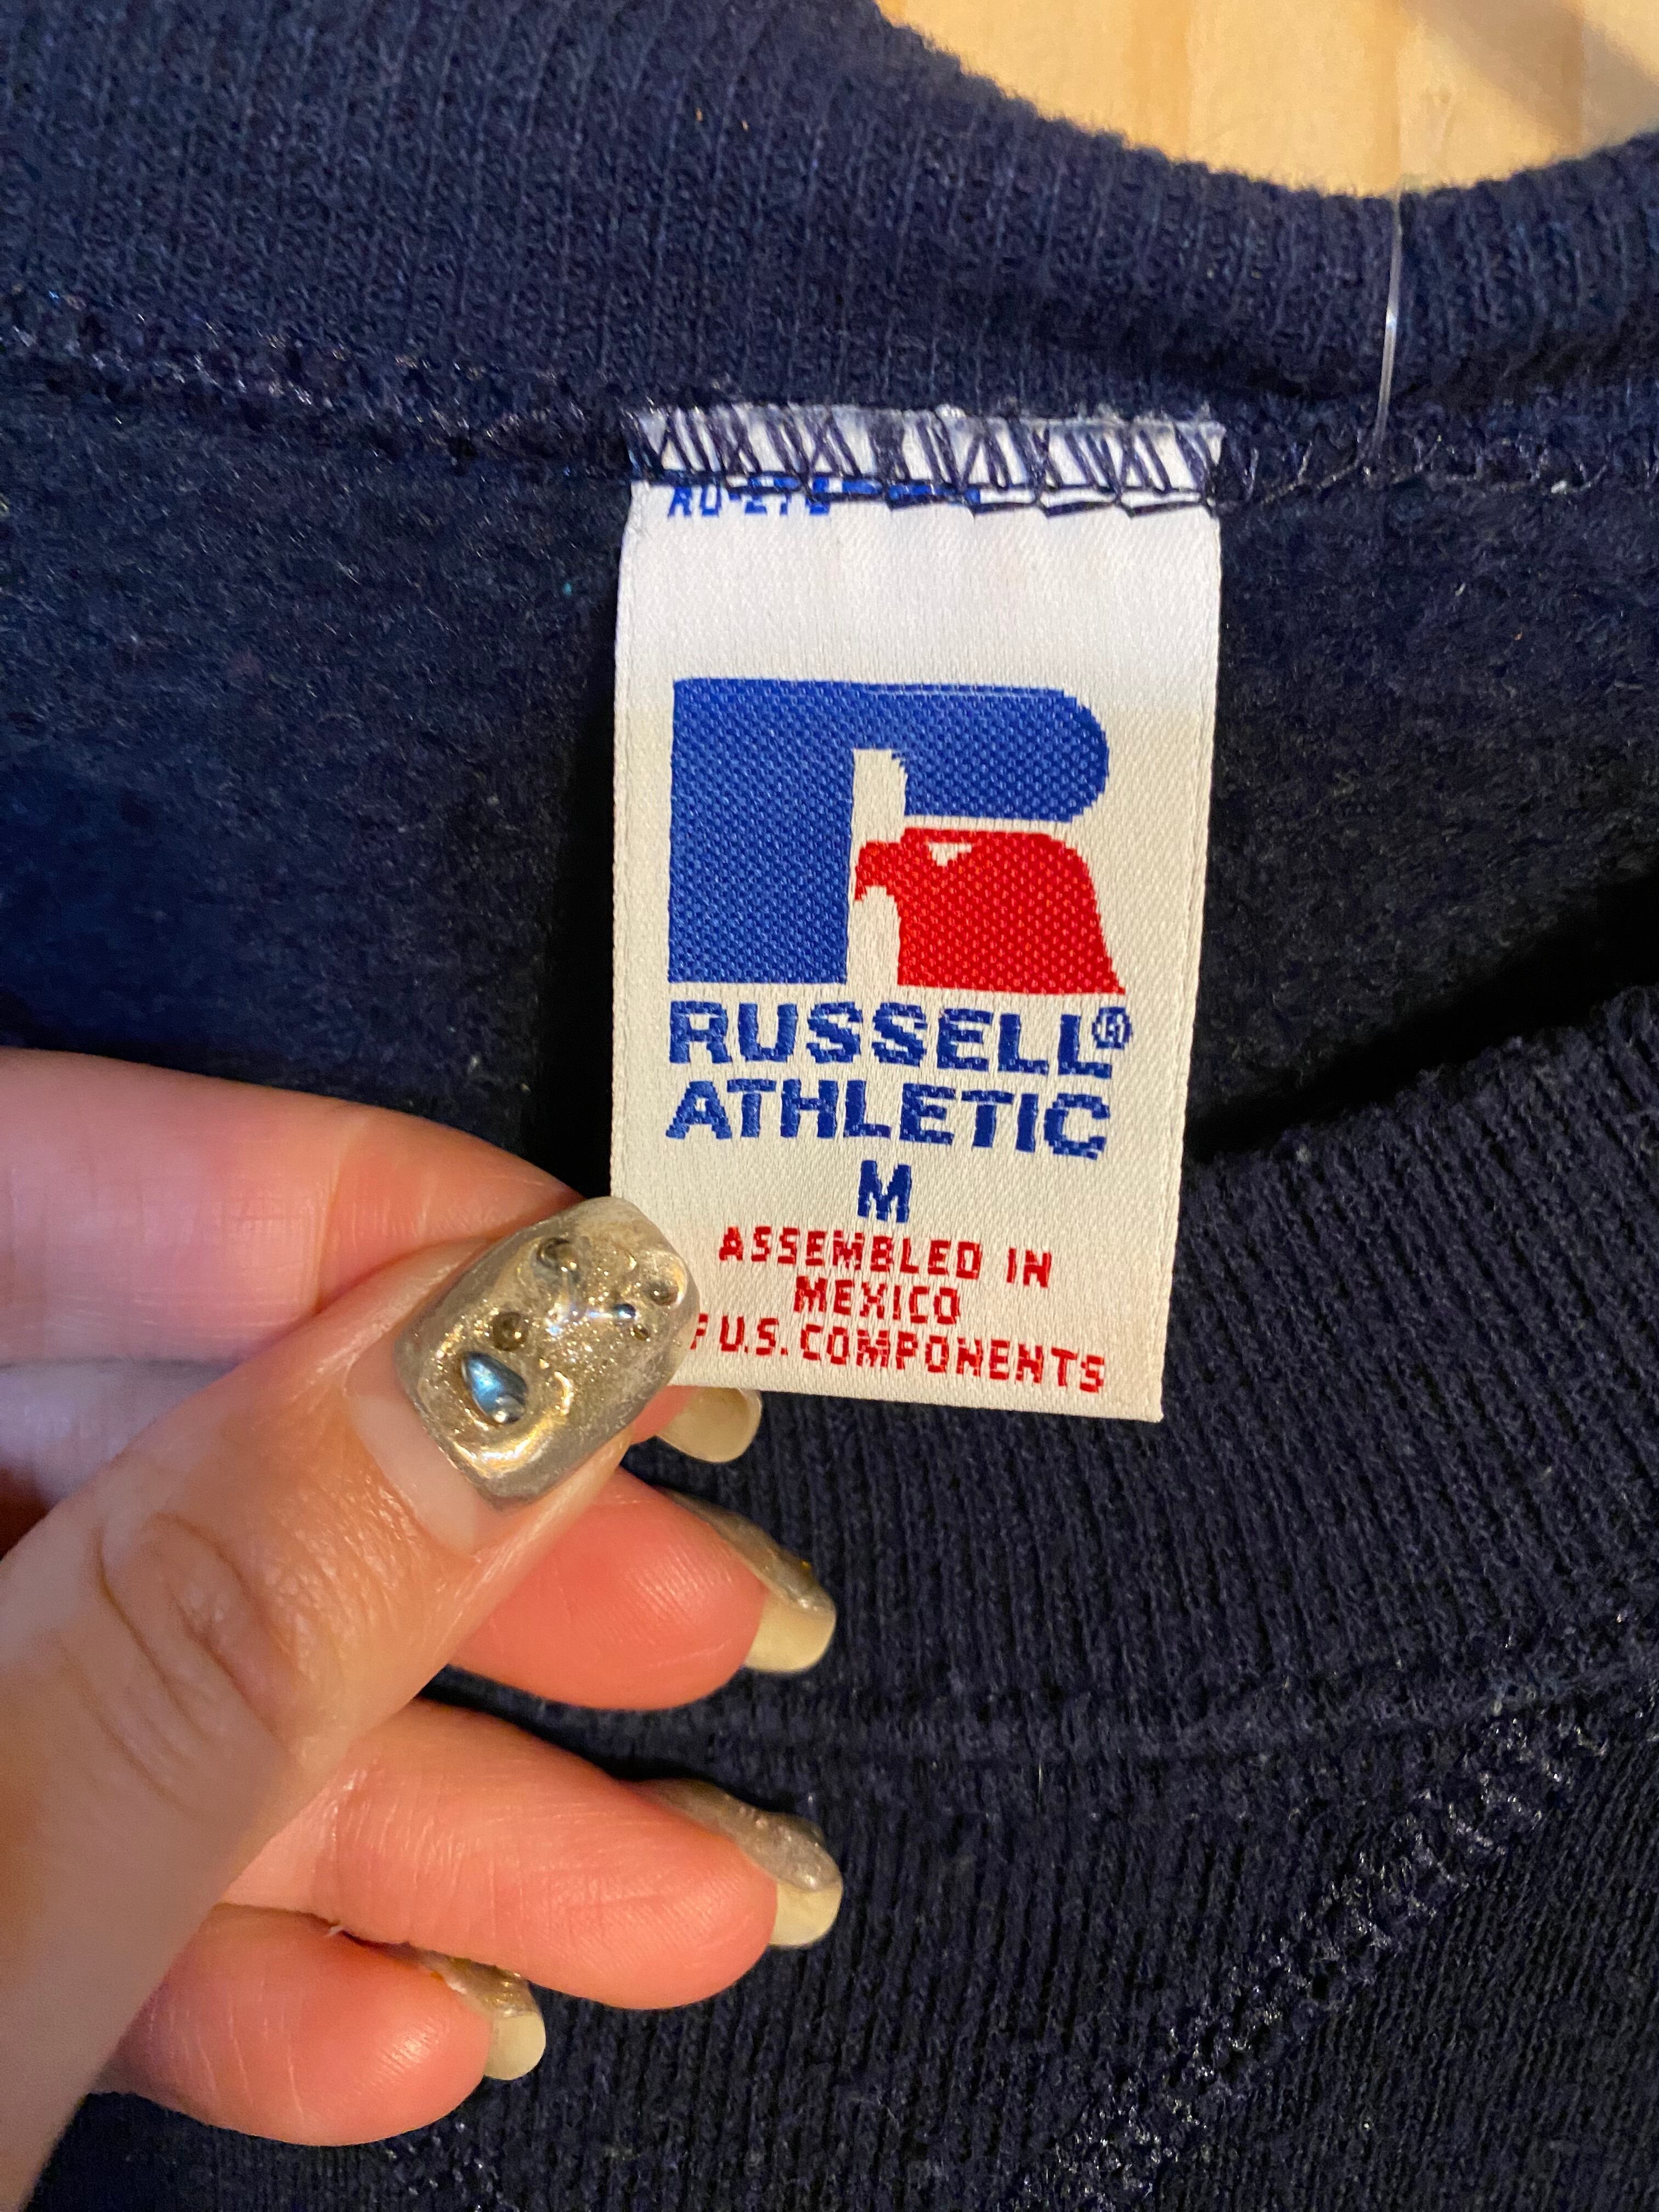 RUSSELL®
ATHLETIC
M
ASSEMBLED IN
MEXICO
U.S. COMPONENTS